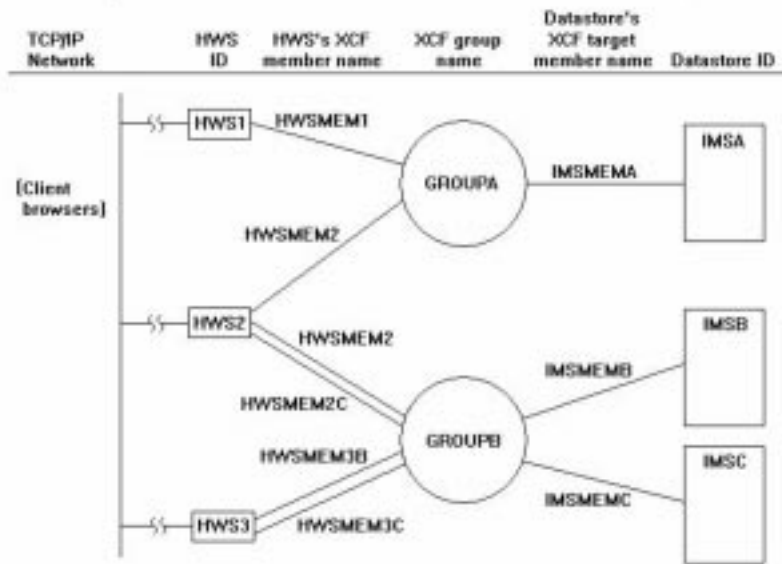 TCP/IP Network
HWS ID
HWS's XCF member name
XCF group name
Datastore's XCF target member name
Datastore ID
HWS1
HWSMEM1
GROUPA
IMSMEMA
IMSA
[Client browsers]
HWSMEM2
HWS2
HWSMEM2
HWSMEM2C
IMSB
IMSMEMB
GROUPB
HWSMEM3B
IMSC
IMSMEMC
HWS3
HWSMEM3C